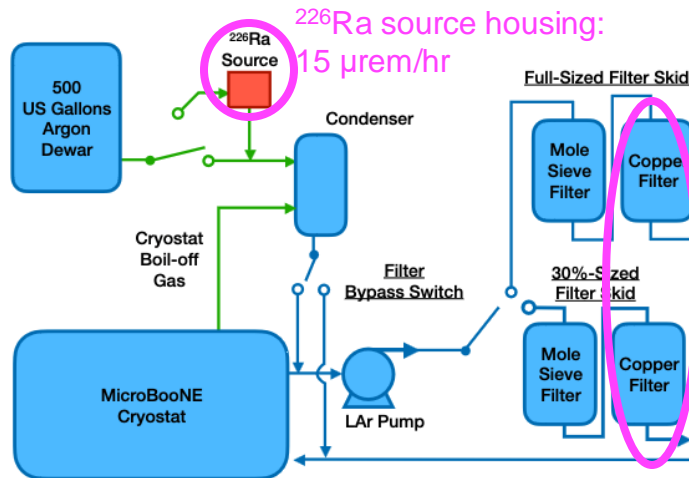 ²²⁶Ra source housing:
15 µrem/hr
²²⁶Ra
Source
500
US Gallons
Argon
Dewar
Condenser
Full-Sized Filter Skid
Mole
Sieve
Filter
Copper
Filter
Cryostat
Boil-off
Gas
Filter
Bypass Switch
30%-Sized
Filter Skid
Mole
Sieve
Filter
Copper
Filter
MicroBooNE
Cryostat
LAr Pump